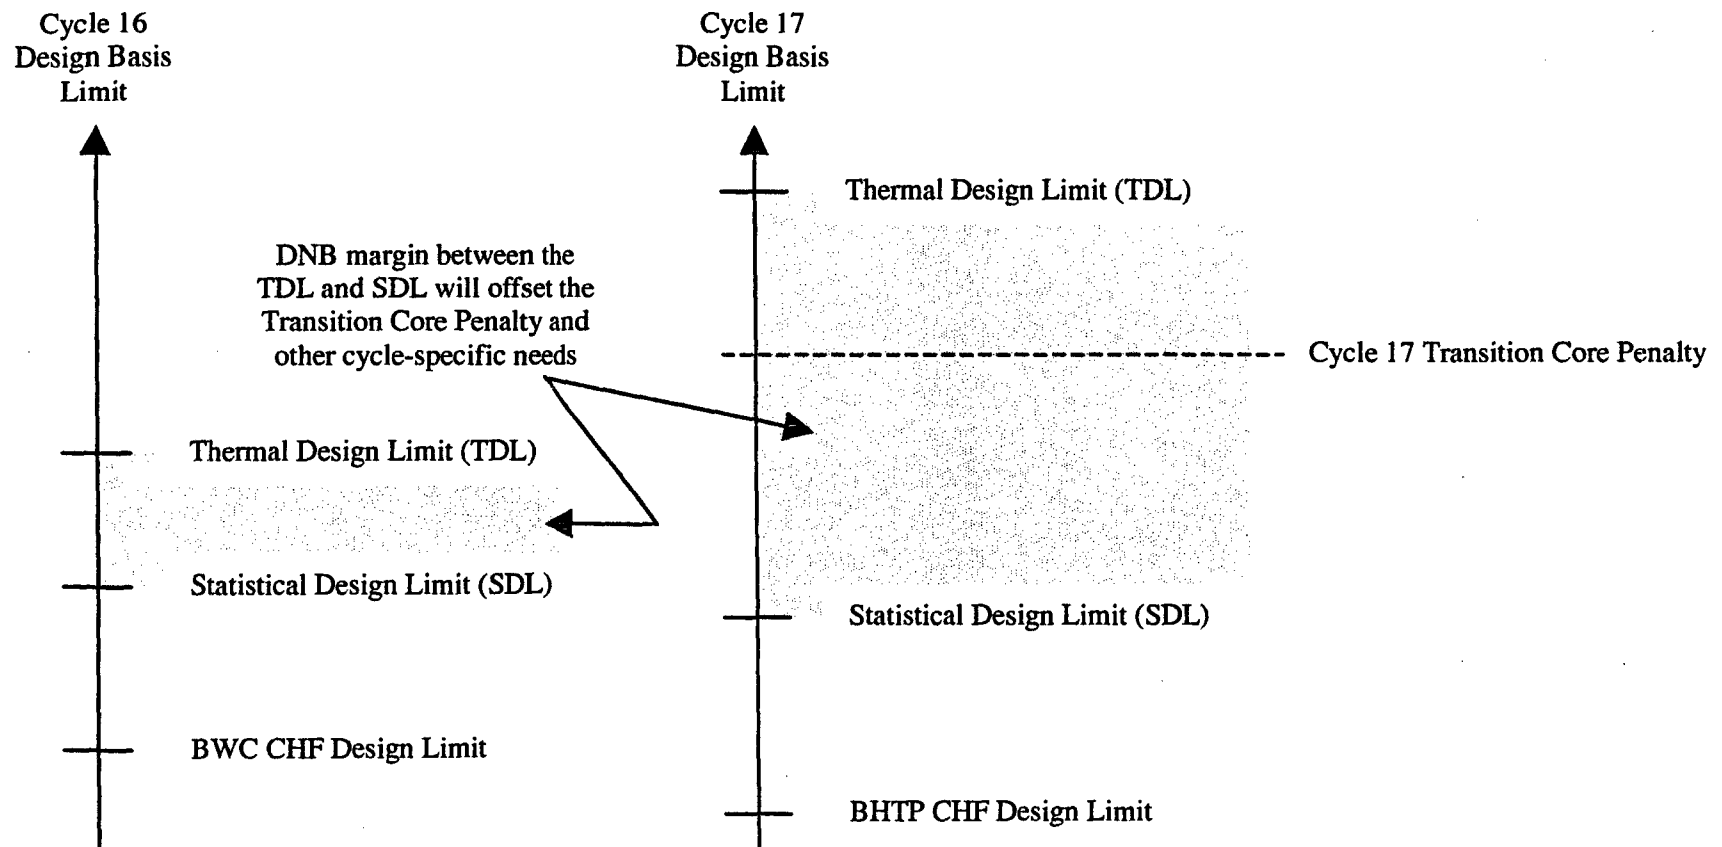 Cycle 16
Design Basis
Limit
Cycle 17
Design Basis
Limit
Thermal Design Limit (TDL)
DNB margin between the
TDL and SDL will offset the
Transition Core Penalty and
other cycle-specific needs
Cycle 17 Transition Core Penalty
Thermal Design Limit (TDL)
Statistical Design Limit (SDL)
Statistical Design Limit (SDL)
BWC CHF Design Limit
BHTP CHF Design Limit